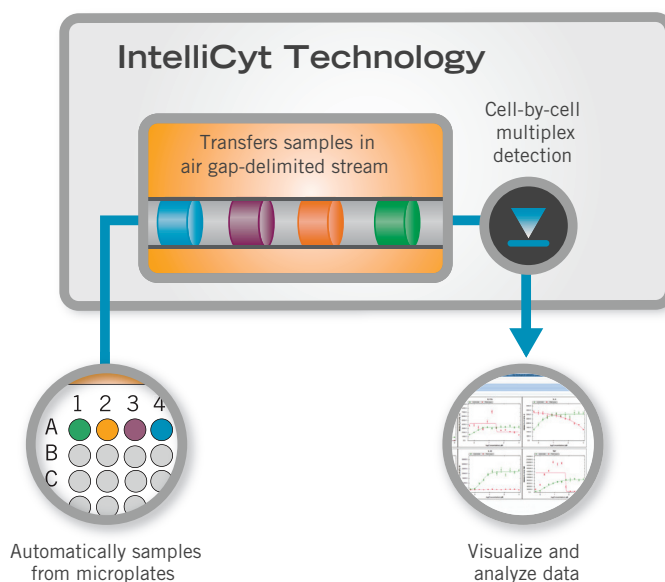 IntelliCyt Technology
Transfers samples in
air gap-delimited stream
Cell-by-cell
multiplex
detection
1 2 3 4
A
B
C
Automatically samples
from microplates
Visualize and
analyze data